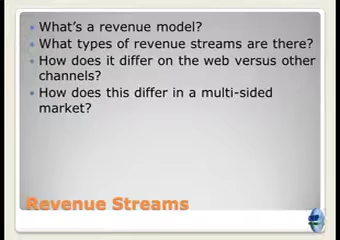 What's a revenue model?
What types of revenue streams are there?
How does it differ on the web versus other
channels?
How does this differ in a multi-sided
market?
Revenue Streams